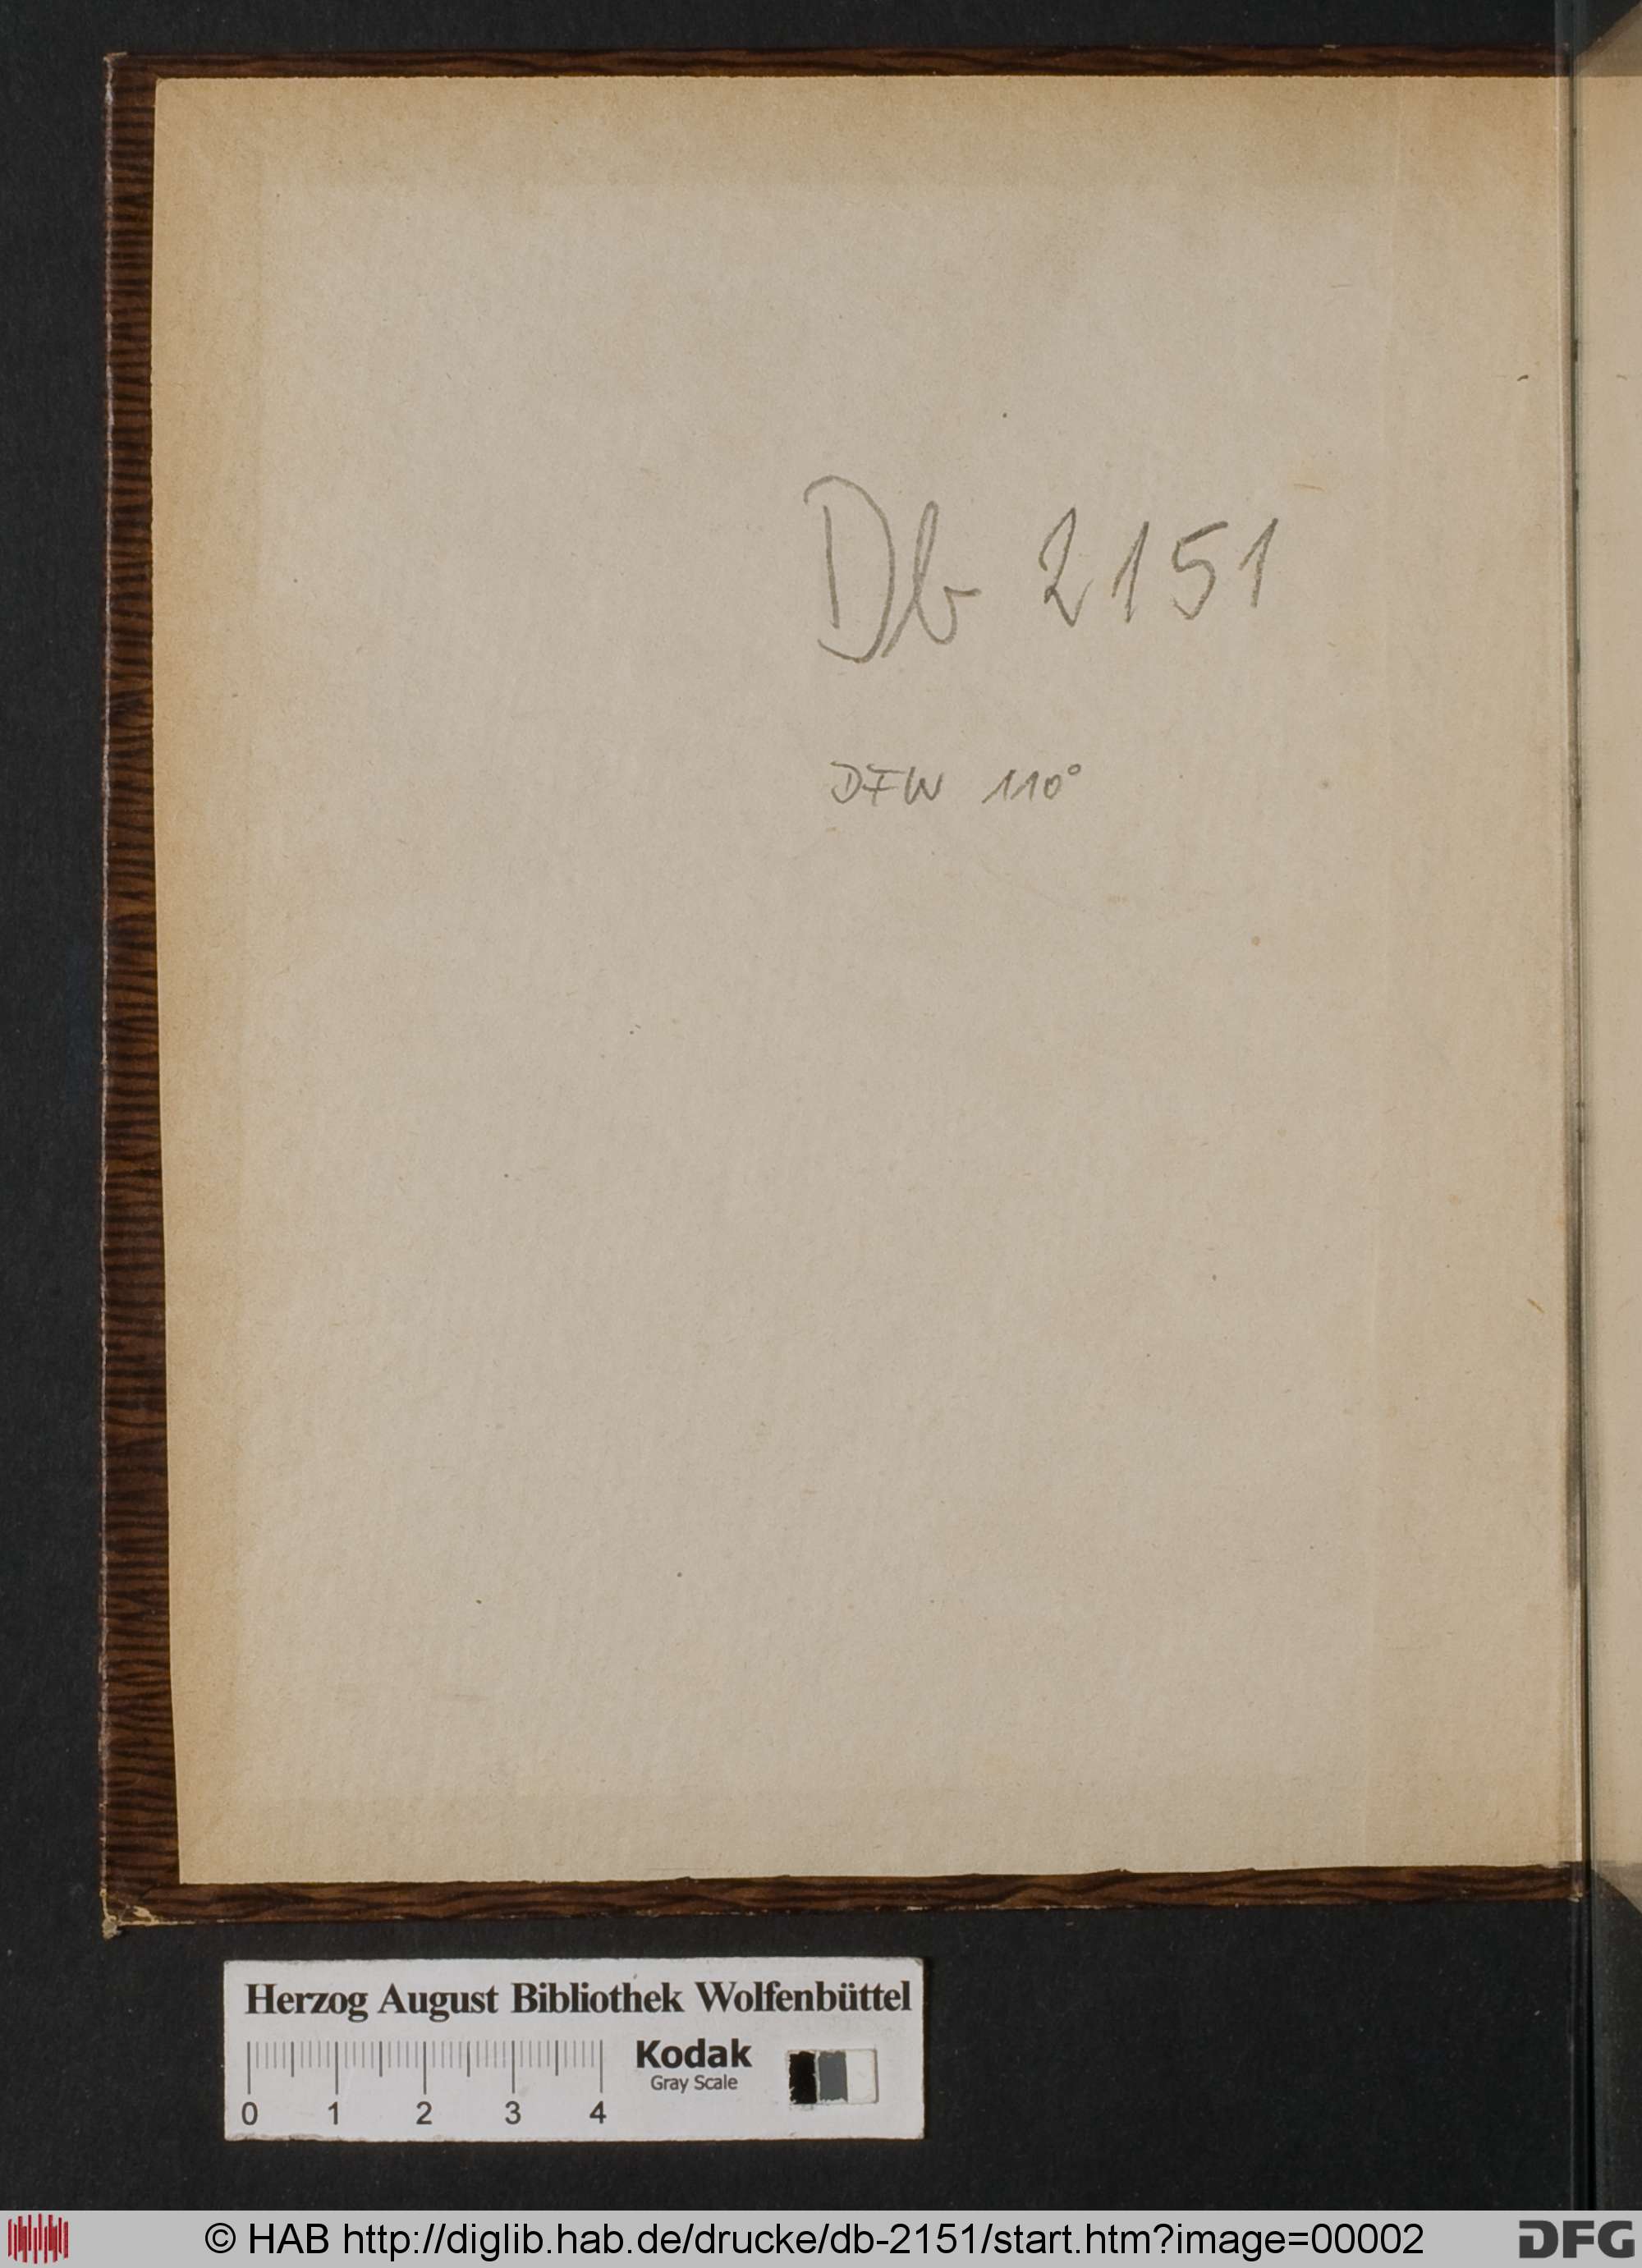 Db 2151
DFW 110°
Herzog August Bibliothek Wolfenbüttel
Kodak
Gray Scale
0 1 2 3 4
© HAB http://diglib.hab.de/drucke/db-2151/start.htm?image=00002
DFG